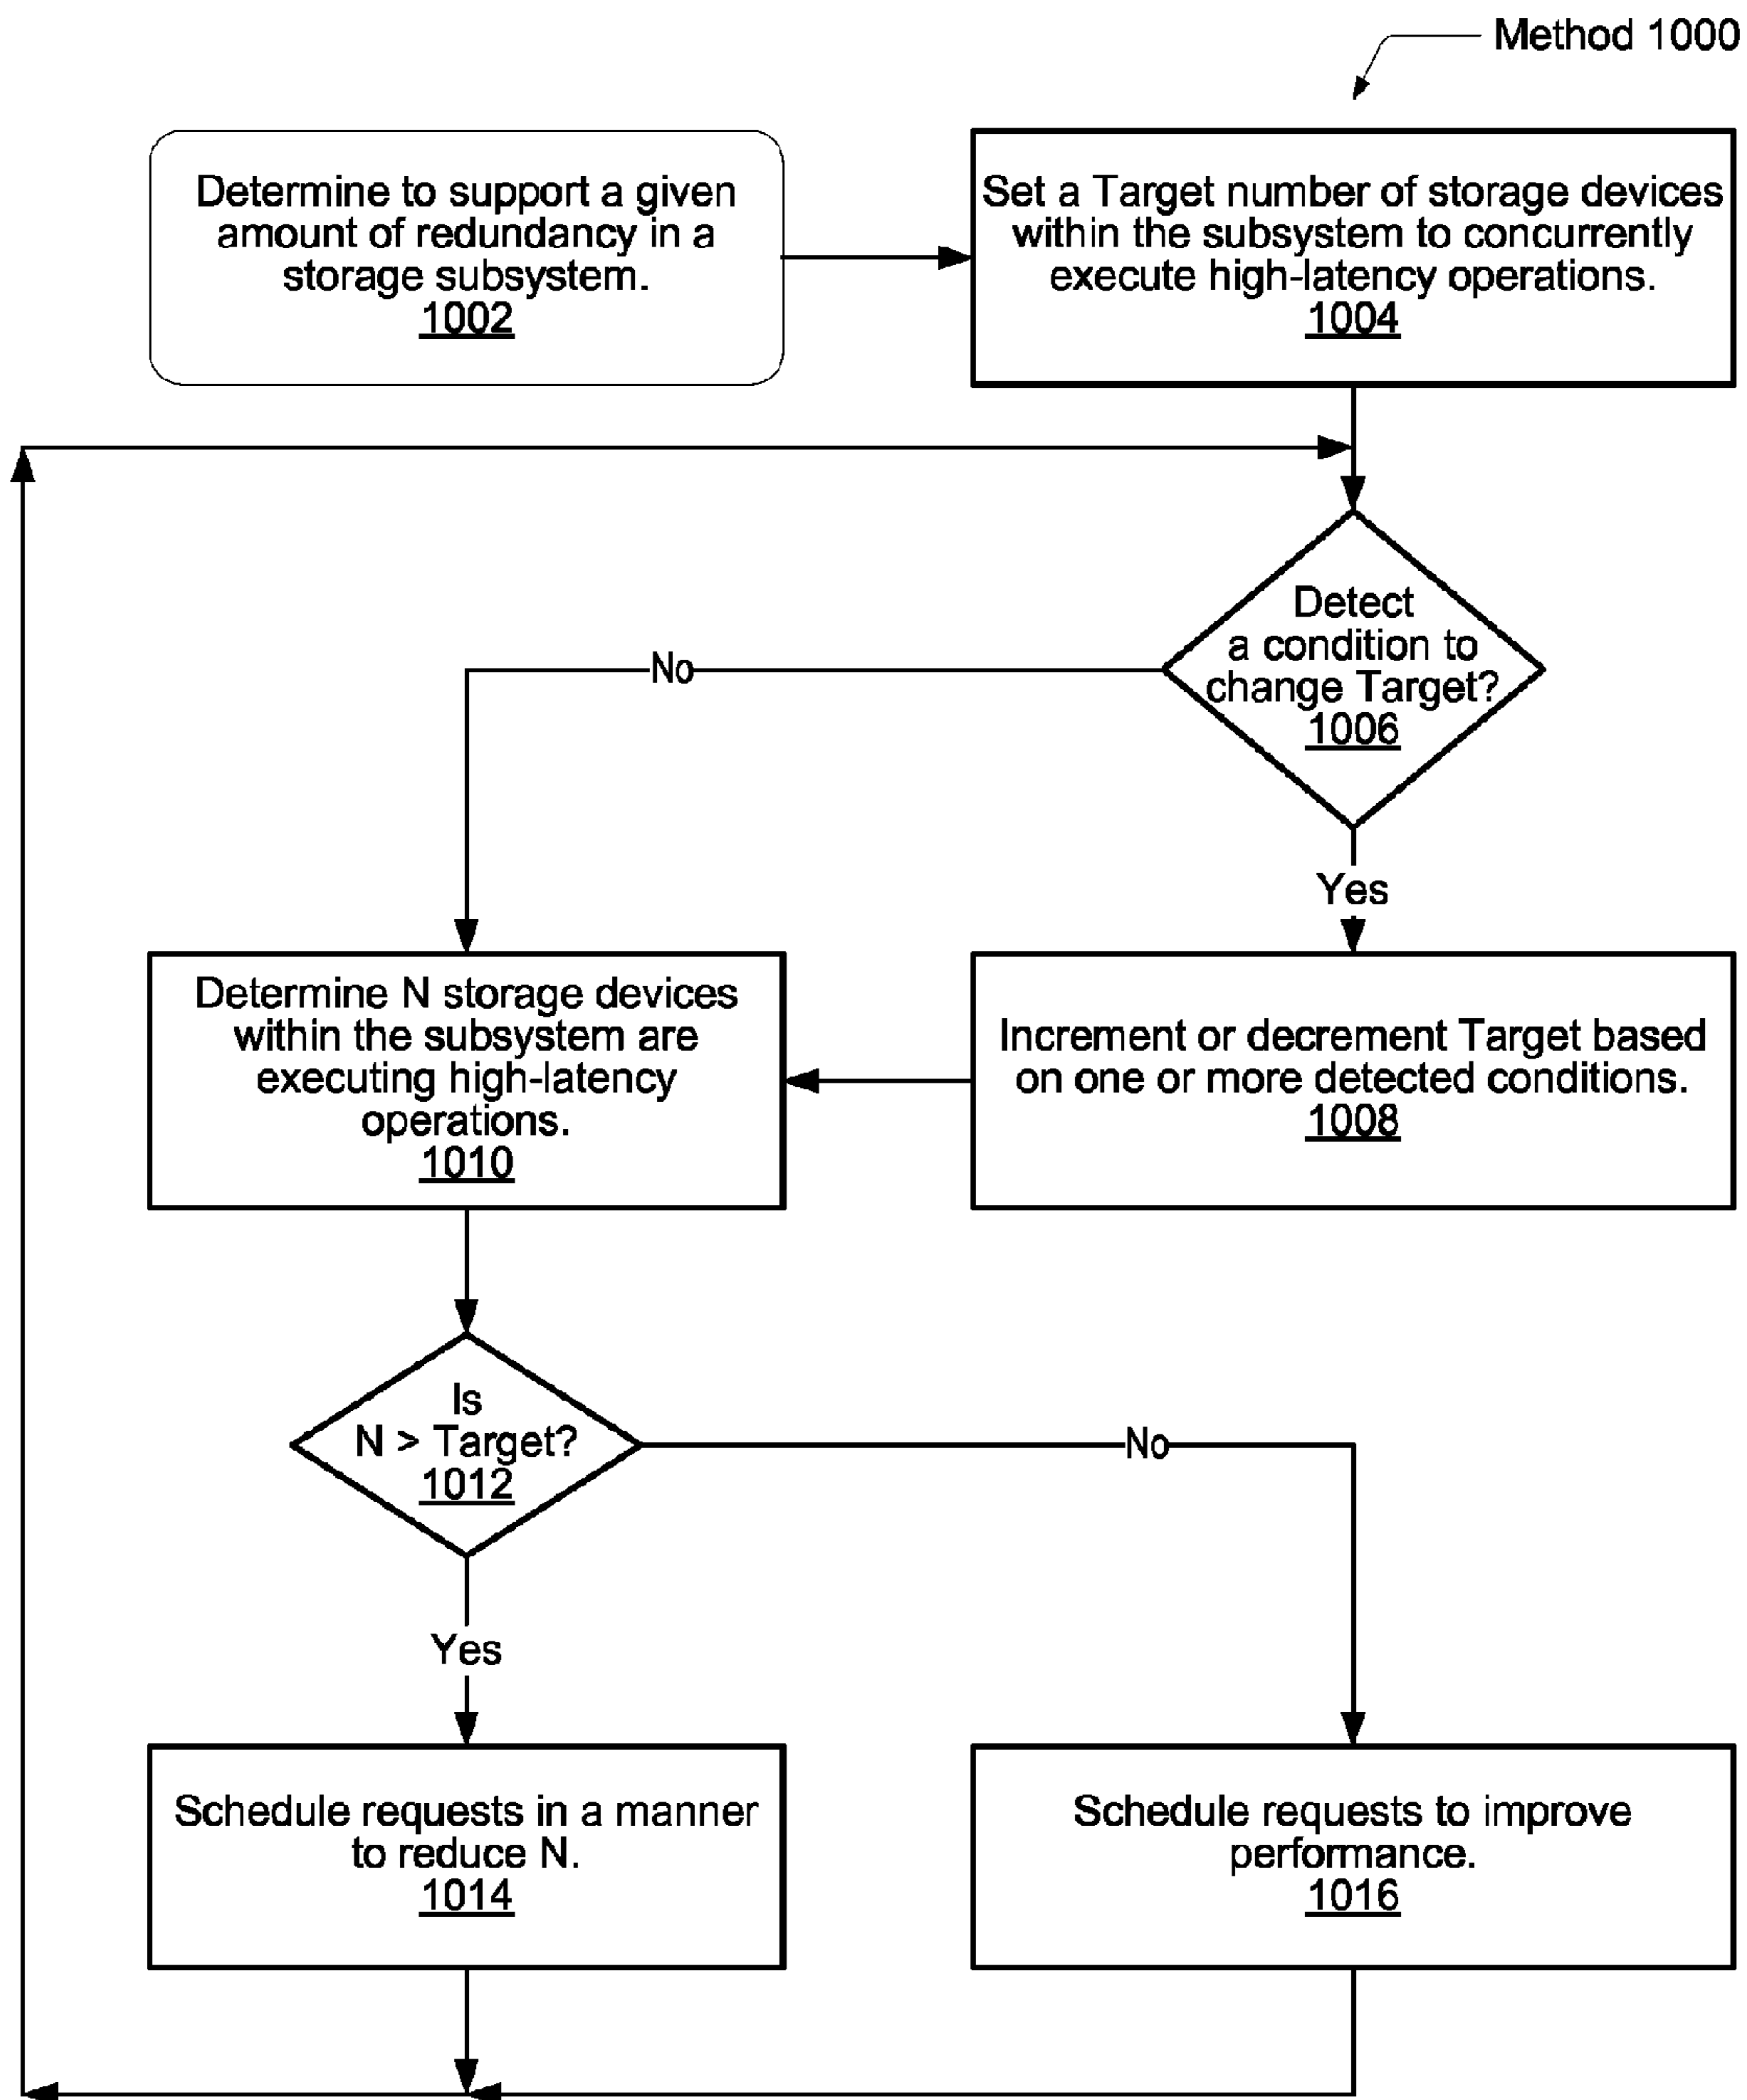 Method 1000
Determine to support a given
amount of redundancy in a
storage subsystem.
1002
Set a Target number of storage devices
within the subsystem to concurrently
execute high-latency operations.
1004
Detect
a condition to
change Target?
1006
No
Yes
Determine N storage devices
within the subsystem are
executing high-latency
operations.
1010
Increment or decrement Target based
on one or more detected conditions.
1008
Is
N > Target?
1012
No
Yes
Schedule requests in a manner
to reduce N.
1014
Schedule requests to improve
performance.
1016